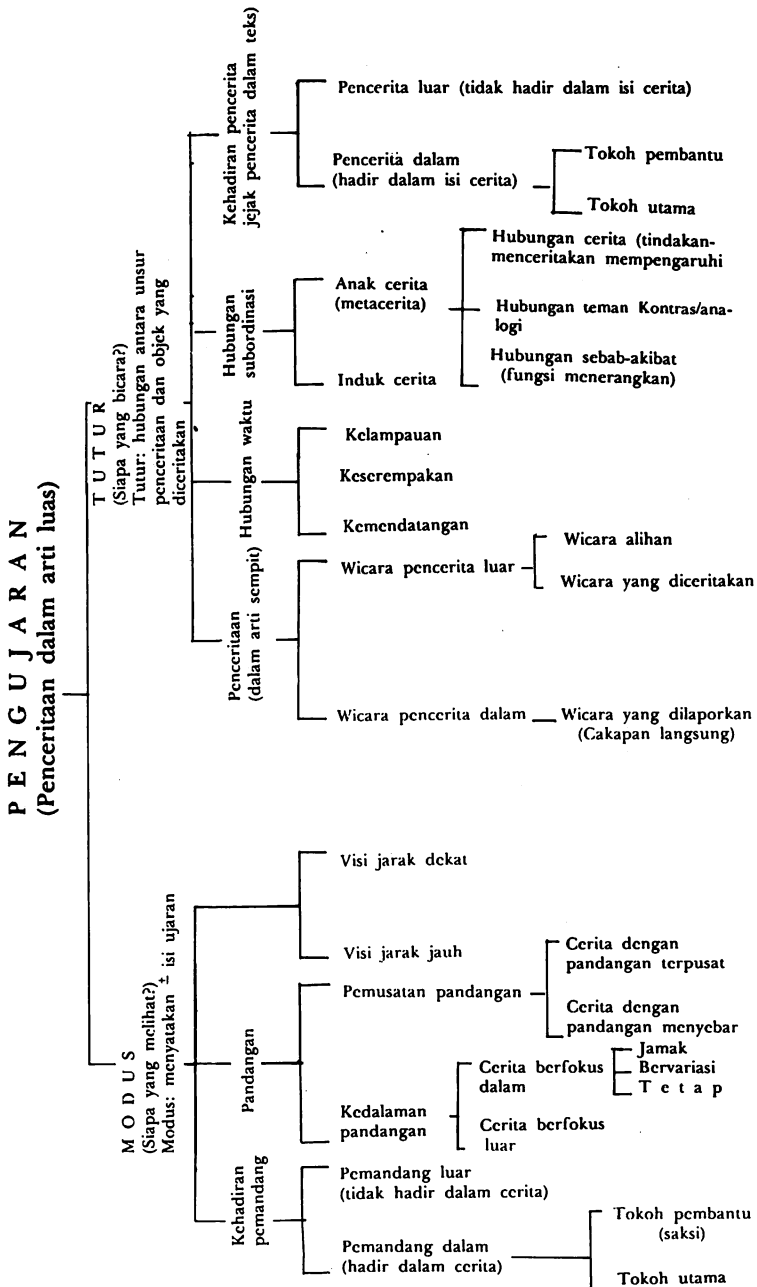 P E N G U J A R A N
(Penceritaan dalam arti luas)
T U T U R
(Siapa yang bicara?)
Tutur: hubungan antara unsur
penceritaan dan objek yang
diceritakan
Kehadiran pencerita
jejak pencerita dalam teks)
Pencerita luar (tidak hadir dalam isi cerita)
Pencerita dalam
(hadir dalam isi cerita)
Tokoh pembantu
Tokoh utama
Hubungan
subordinasi
Anak cerita
(metacerita)
Hubungan cerita (tindakan-
menceritakan mempengaruhi
Hubungan teman Kontras/ana-
logi
Hubungan sebab-akibat
(fungsi menerangkan)
Induk cerita
Hubungan waktu
Kelampauan
Keserempakan
Kemendatangan
Penceritaan
(dalam arti sempit)
Wicara pencerita luar
Wicara alihan
Wicara yang diceritakan
Wicara pencerita dalam
Wicara yang dilaporkan
(Cakapan langsung)
M O D U S
(Siapa yang melihat?)
Modus: menyatakan ± isi ujaran
Visi jarak dekat
Visi jarak jauh
Pandangan
Pemusatan pandangan
Cerita dengan
pandangan terpusat
Cerita dengan
pandangan menyebar
Kedalaman
pandangan
Cerita berfokus
dalam
Jamak
Bervariasi
T e t a p
Cerita berfokus
luar
Kehadiran
pemandang
Pemandang luar
(tidak hadir dalam cerita)
Pemandang dalam
(hadir dalam cerita)
Tokoh pembantu
(saksi)
Tokoh utama